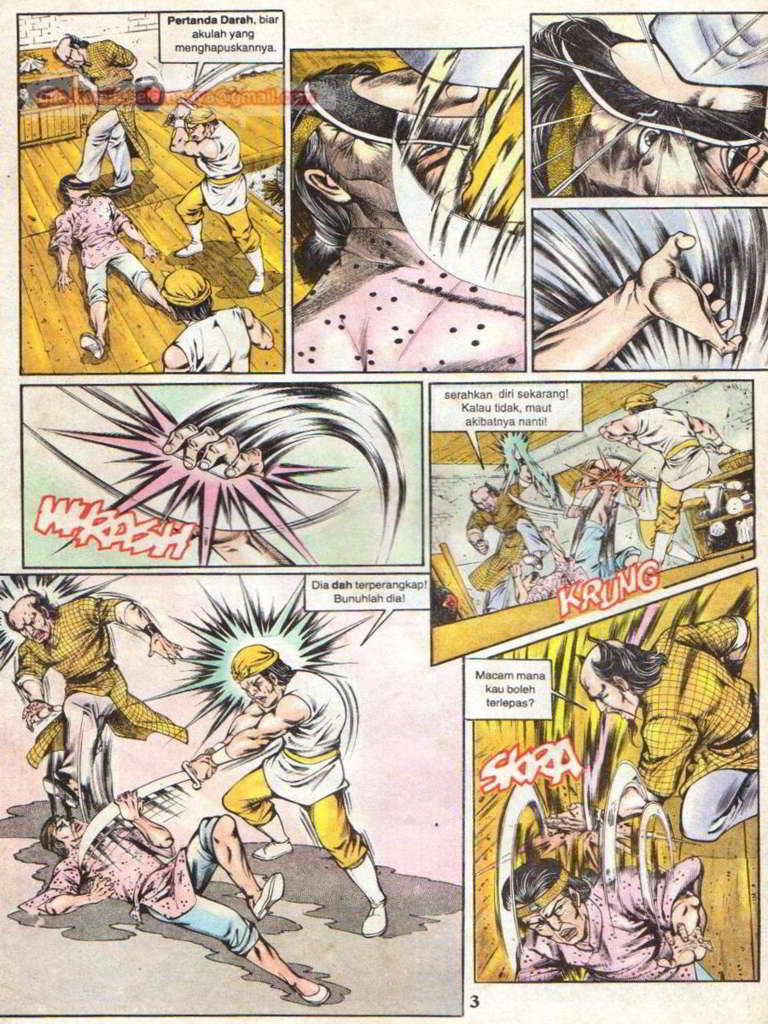 Pertanda Darah, biar
akulah yang
menghapuskannya.
serahkan diri sekarang!
Kalau tidak, maut
akibatnya nanti!
KRUNG
Dia dah terperangkap!
Bunuhlah dia!
Macam mana
kau boleh
terlepas?
SKRA
3